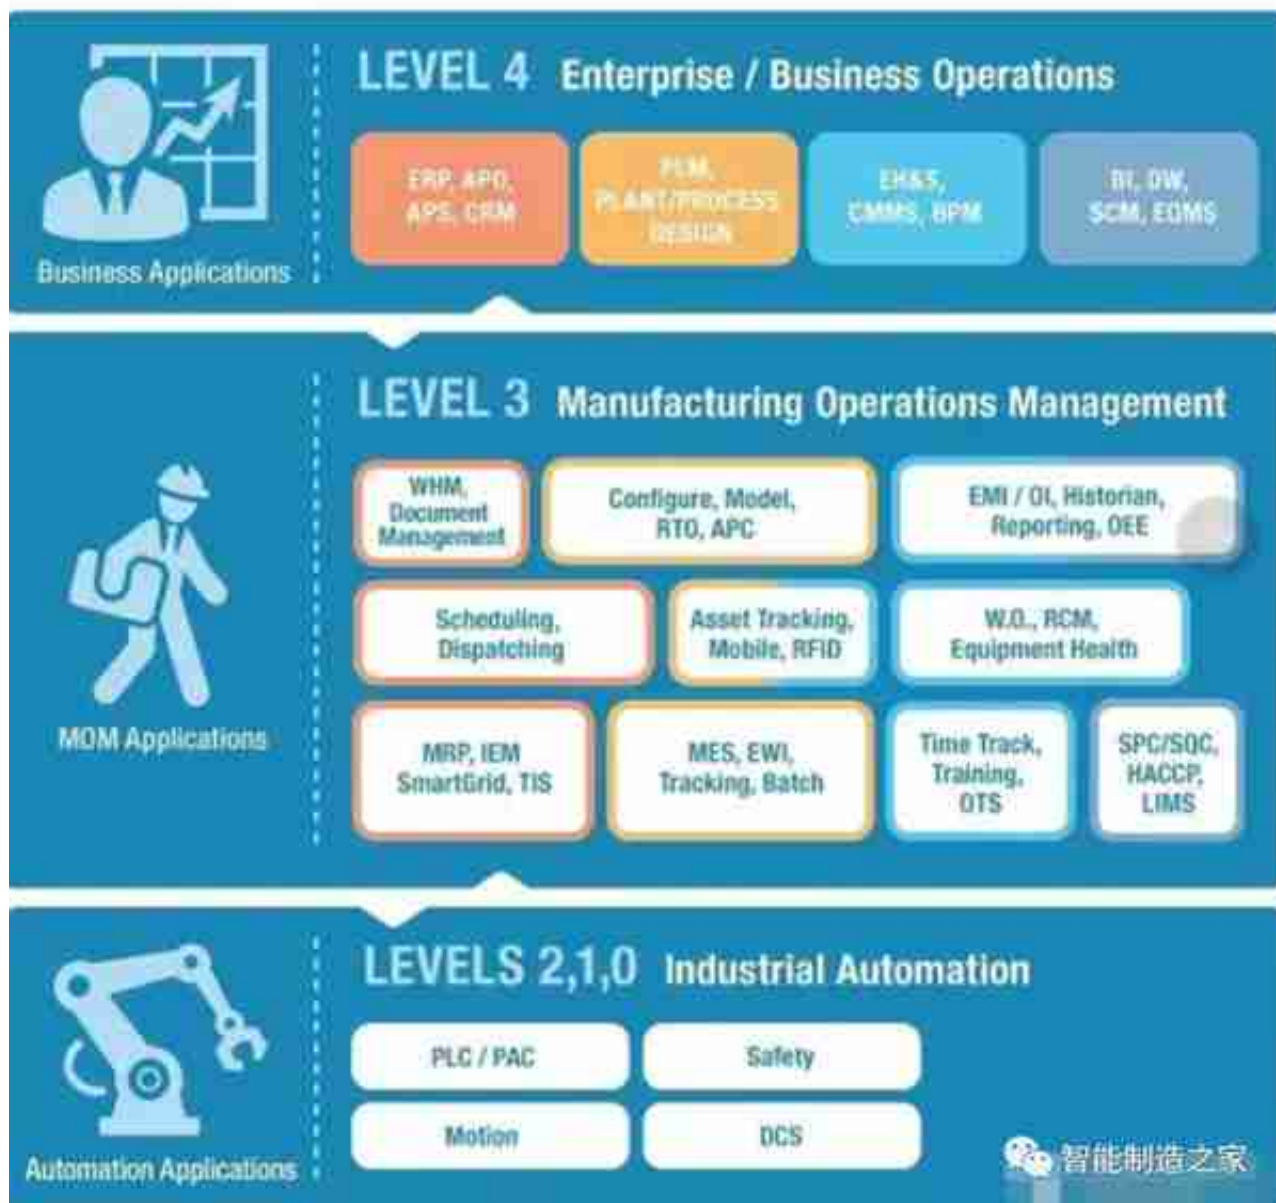 LEVEL 4 Enterprise / Business Operations
ERP, APO,
APS, CRM
PLM,
PLANT/PROCESS
DESIGN
EH&S,
CMMS, BPM
BI, DW,
SCM, EQMS
Business Applications
LEVEL 3 Manufacturing Operations Management
WHM,
Document
Management
Configure, Model,
RTO, APC
EMI / OI, Historian,
Reporting, OEE
Scheduling,
Dispatching
Asset Tracking,
Mobile, RFID
W.O., RCM,
Equipment Health
MRP, IEM
SmartGrid, TIS
MES, EWI,
Tracking, Batch
Time Track,
Training,
OTS
SPC/SQC,
HACCP,
LIMS
MOM Applications
LEVELS 2,1,0 Industrial Automation
PLC / PAC
Safety
Motion
DCS
Automation Applications
智能制造之家